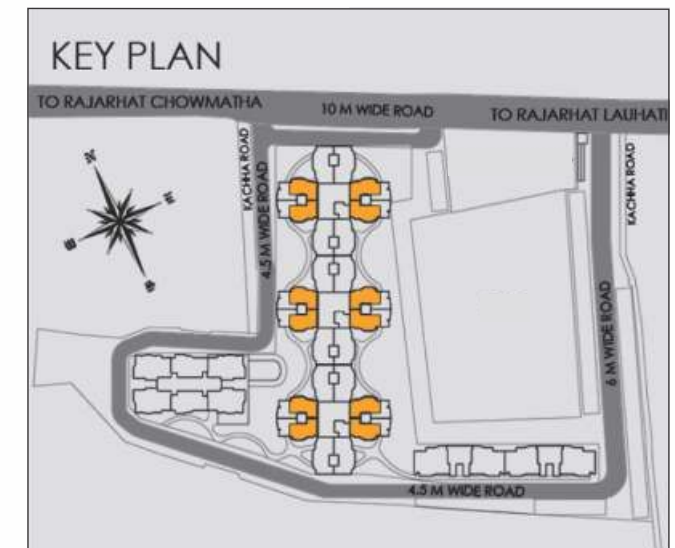 KEY PLAN
TO RAJARHAT CHOWMATHA
10 M WIDE ROAD
TO RAJARHAT LAUHATI
KACHHA ROAD
4.5 M WIDE ROAD
KACHHA ROAD
6 M WIDE ROAD
4.5 M WIDE ROAD